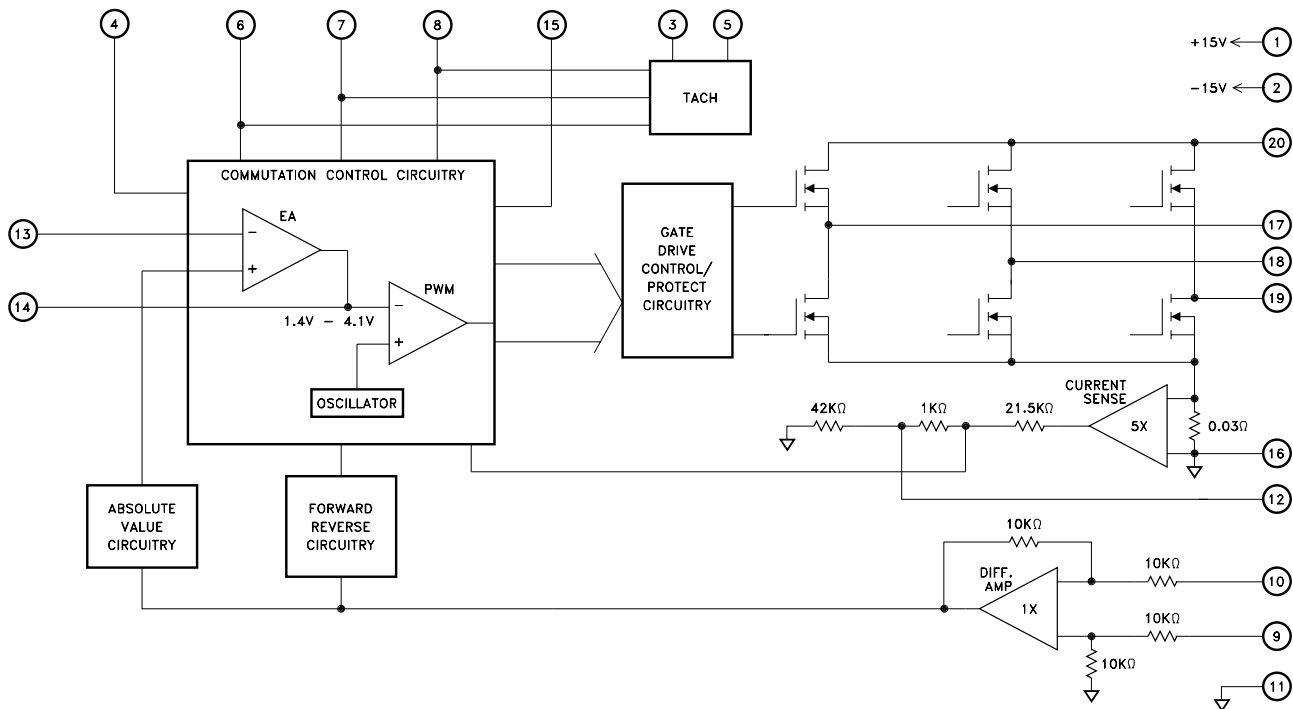 4
6
7
8
15
3
5
+15V
1
-15V
2
TACH
20
COMMUTATION CONTROL CIRCUITRY
EA
-
+
13
14
1.4V - 4.1V
PWM
-
+
OSCILLATOR
GATE
DRIVE
CONTROL/
PROTECT
CIRCUITRY
17
18
19
CURRENT
SENSE
5X
42KΩ
1KΩ
21.5KΩ
0.03Ω
16
12
ABSOLUTE
VALUE
CIRCUITRY
FORWARD
REVERSE
CIRCUITRY
10KΩ
DIFF.
AMP
1X
10KΩ
10
10KΩ
9
10KΩ
11